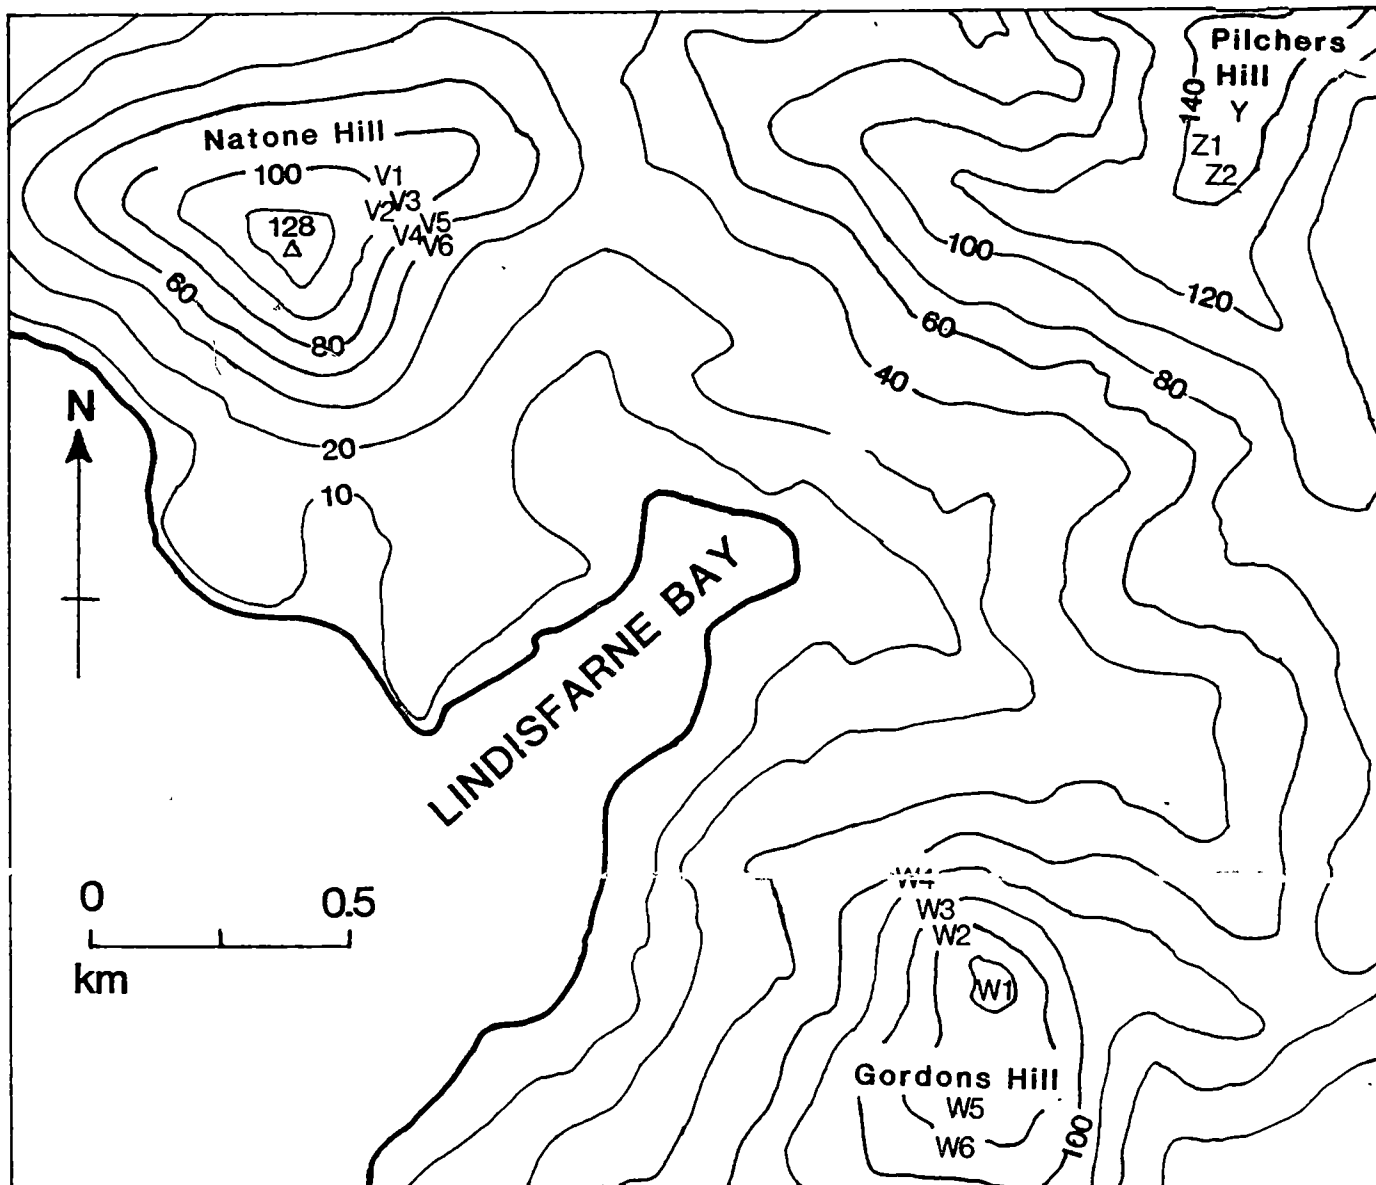 Pilchers
Hill
140
Y
Z1
Z2
Natone Hill
100
V1
V2
V3
V4
V5
V6
128
60
80
20
10
N
100
120
60
40
80
LINDISFARNE BAY
0
0.5
km
W4
W3
W2
W1
Gordons Hill
W5
W6
100